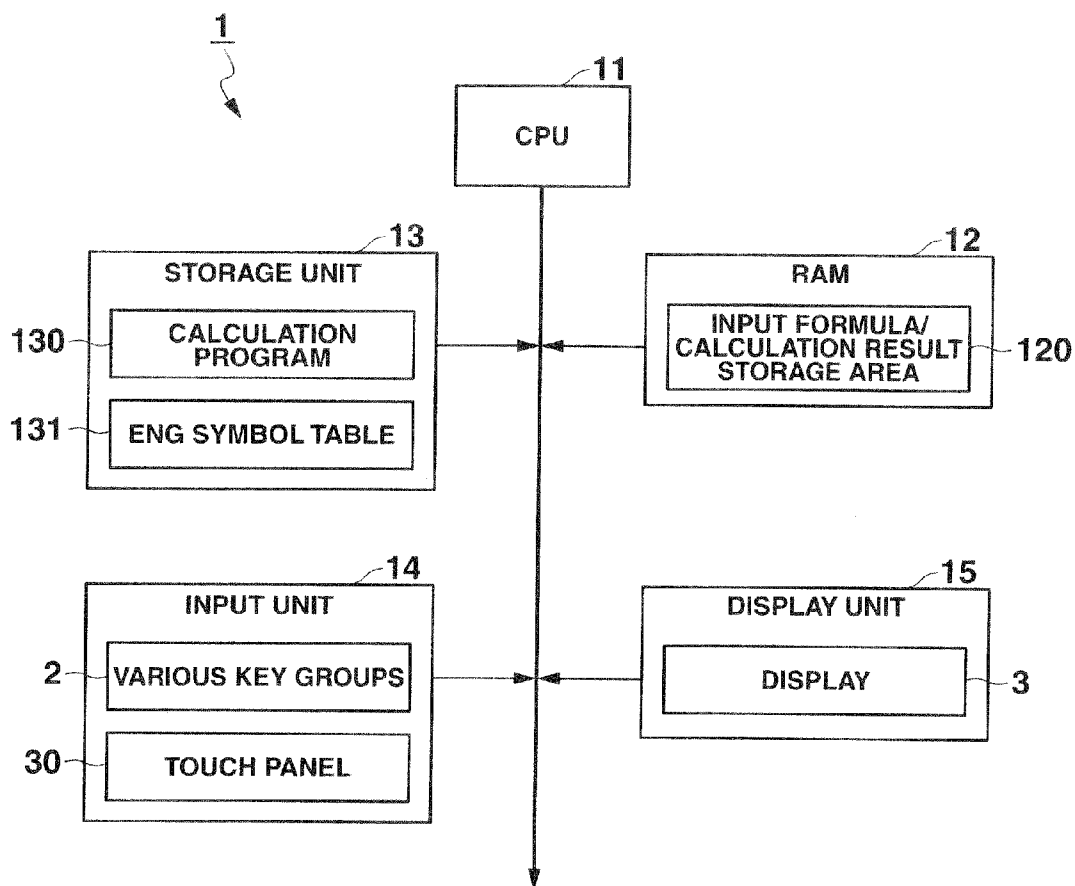 1
11
CPU
13
STORAGE UNIT
130
CALCULATION
PROGRAM
131
ENG SYMBOL TABLE
12
RAM
INPUT FORMULA/
CALCULATION RESULT
STORAGE AREA
120
14
INPUT UNIT
2
VARIOUS KEY GROUPS
30
TOUCH PANEL
15
DISPLAY UNIT
DISPLAY
3